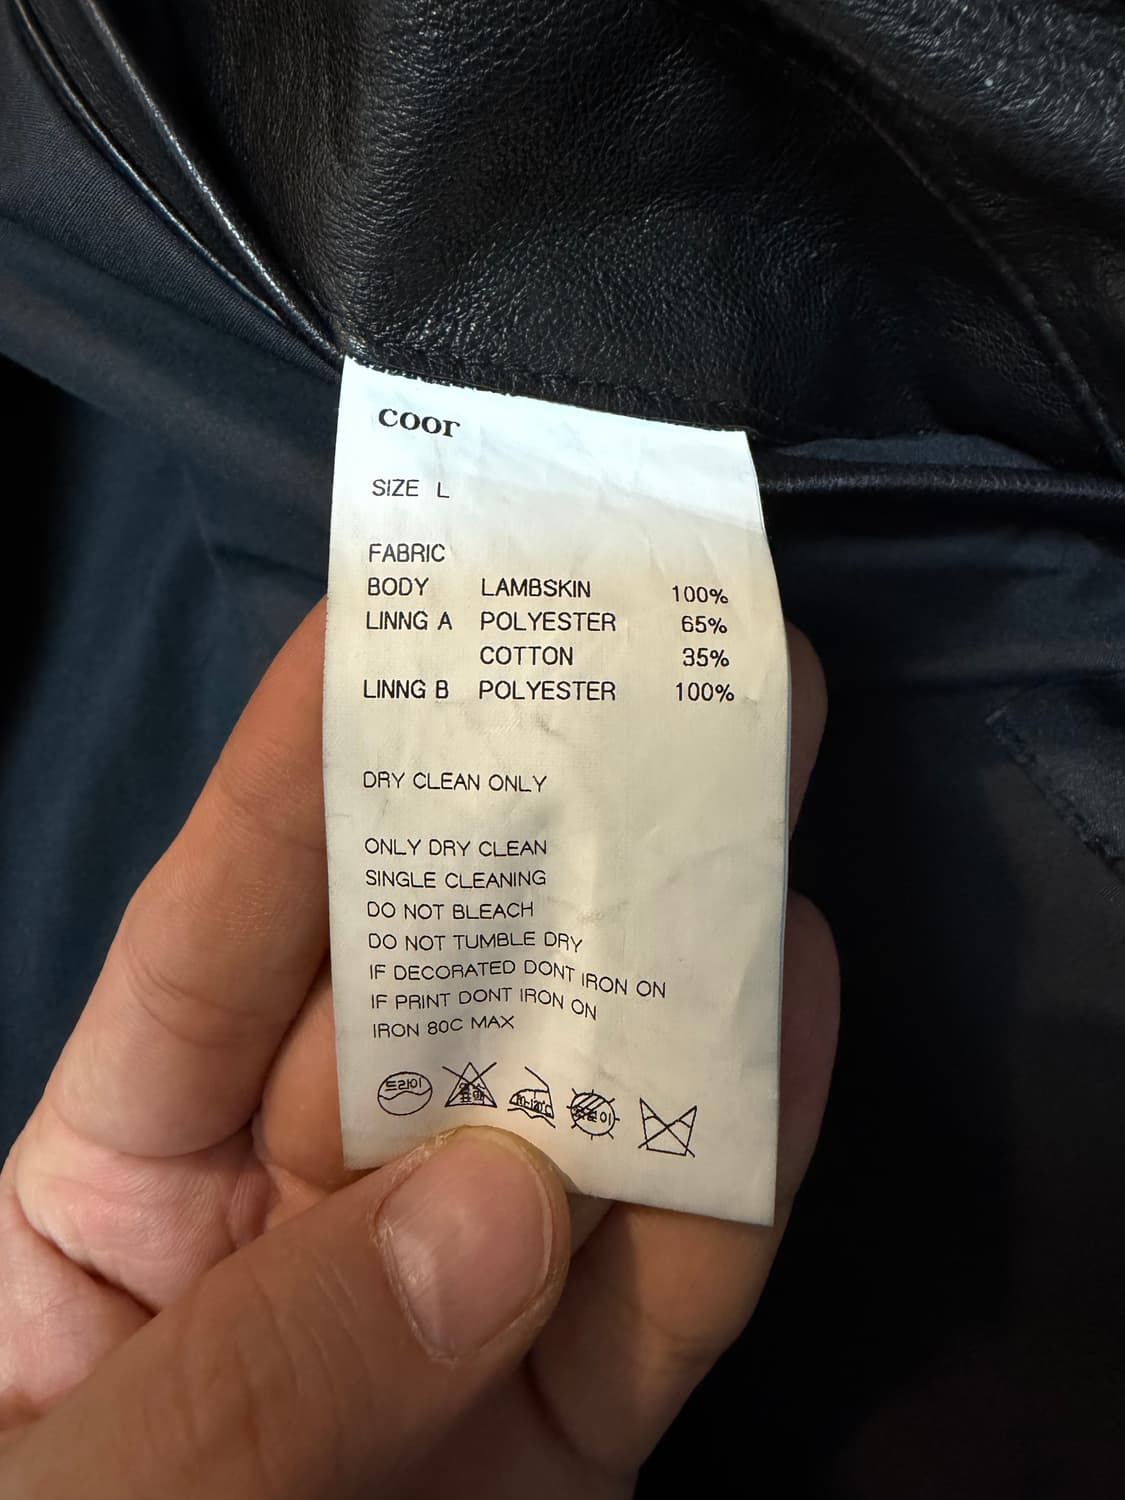 coor
SIZE L
FABRIC
BODY LAMBSKIN 100%
LINNG A POLYESTER 65%
COTTON 35%
LINNG B POLYESTER 100%
DRY CLEAN ONLY
ONLY DRY CLEAN
SINGLE CLEANING
DO NOT BLEACH
DO NOT TUMBLE DRY
IF DECORATED DONT IRON ON
IF PRINT DONT IRON ON
IRON 80C MAX
드라이